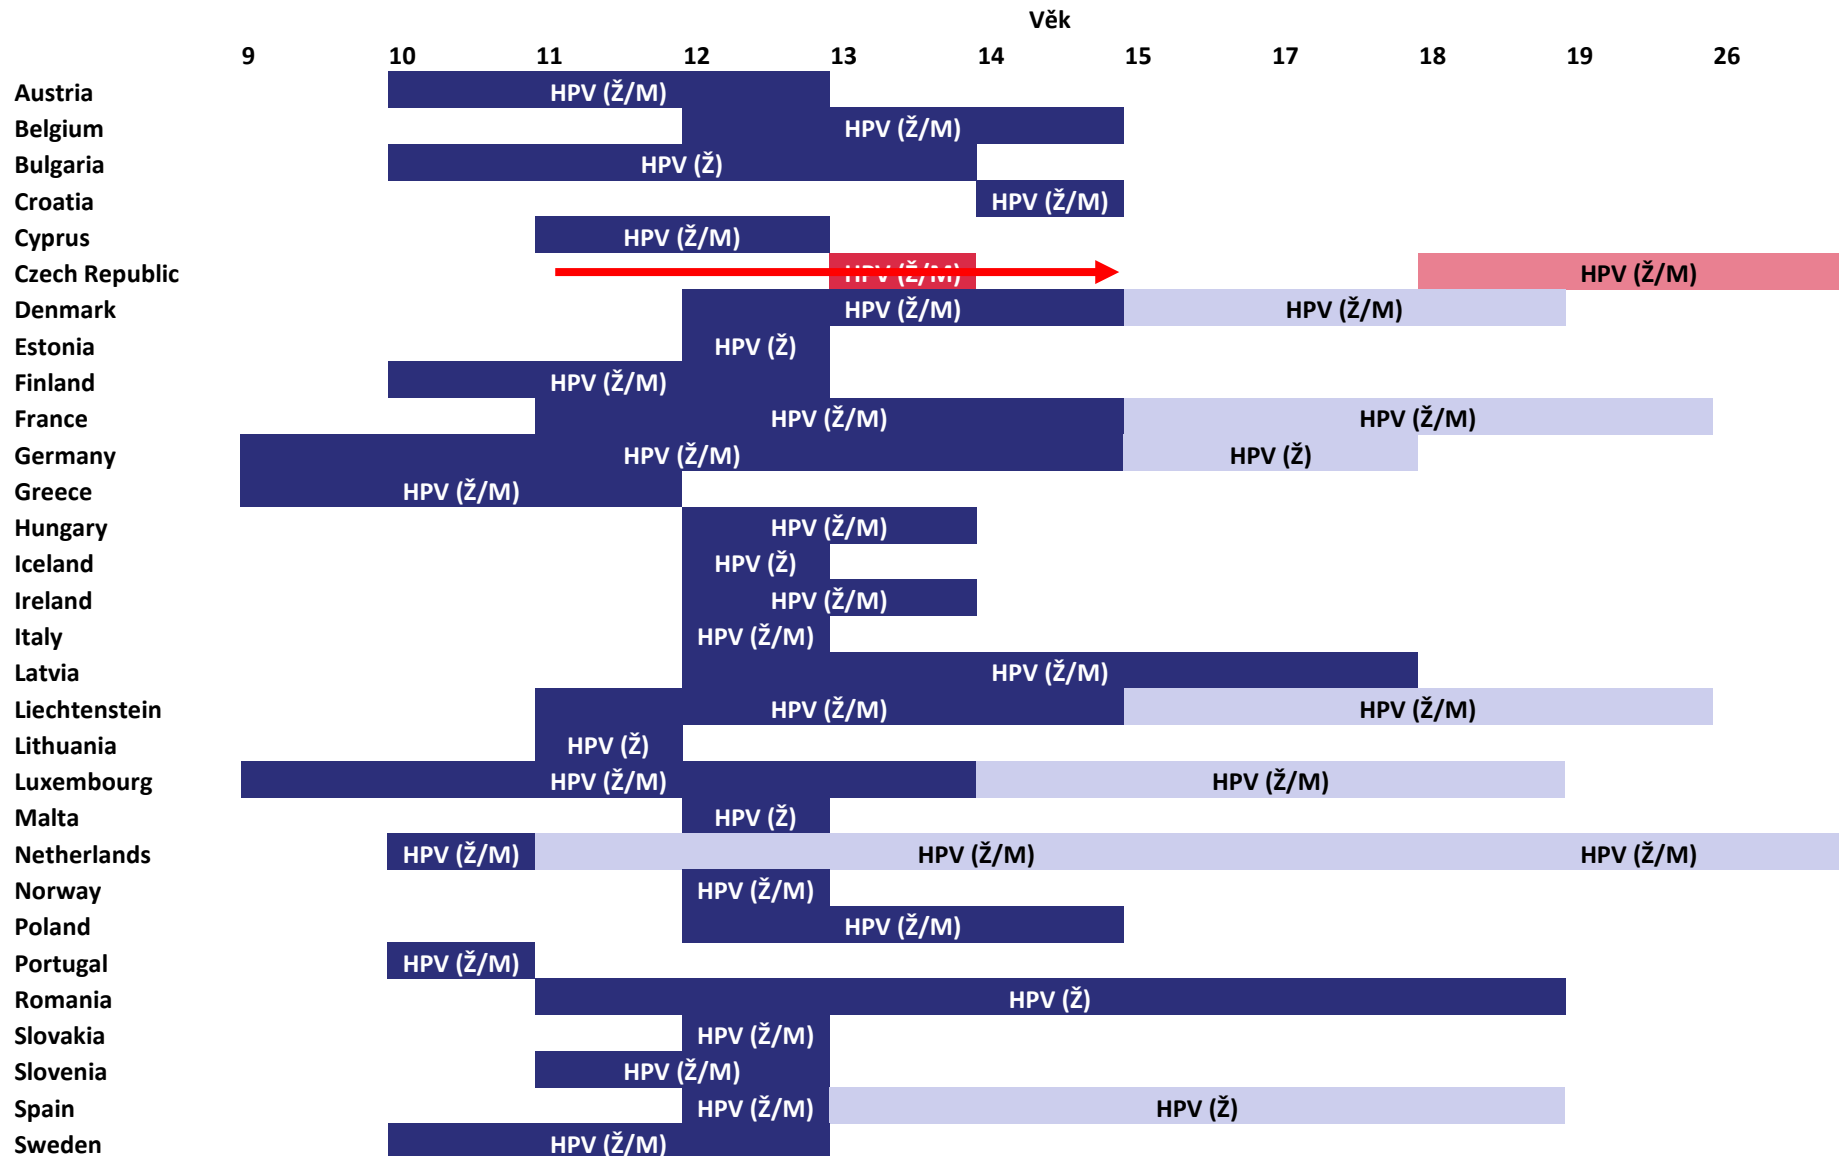 Věk
9 10 11 12 13 14 15 17 18 19 26
Austria HPV (Ž/M)
Belgium HPV (Ž/M)
Bulgaria HPV (Ž)
Croatia HPV (Ž/M)
Cyprus HPV (Ž/M)
Czech Republic HPV (Ž/M) HPV (Ž/M)
Denmark HPV (Ž/M) HPV (Ž/M)
Estonia HPV (Ž)
Finland HPV (Ž/M)
France HPV (Ž/M) HPV (Ž/M)
Germany HPV (Ž/M) HPV (Ž)
Greece HPV (Ž/M)
Hungary HPV (Ž/M)
Iceland HPV (Ž)
Ireland HPV (Ž/M)
Italy HPV (Ž/M)
Latvia HPV (Ž/M)
Liechtenstein HPV (Ž/M) HPV (Ž/M)
Lithuania HPV (Ž)
Luxembourg HPV (Ž/M) HPV (Ž/M)
Malta HPV (Ž)
Netherlands HPV (Ž/M) HPV (Ž/M) HPV (Ž/M)
Norway HPV (Ž/M)
Poland HPV (Ž/M)
Portugal HPV (Ž/M)
Romania HPV (Ž)
Slovakia HPV (Ž/M)
Slovenia HPV (Ž/M)
Spain HPV (Ž/M) HPV (Ž)
Sweden HPV (Ž/M)